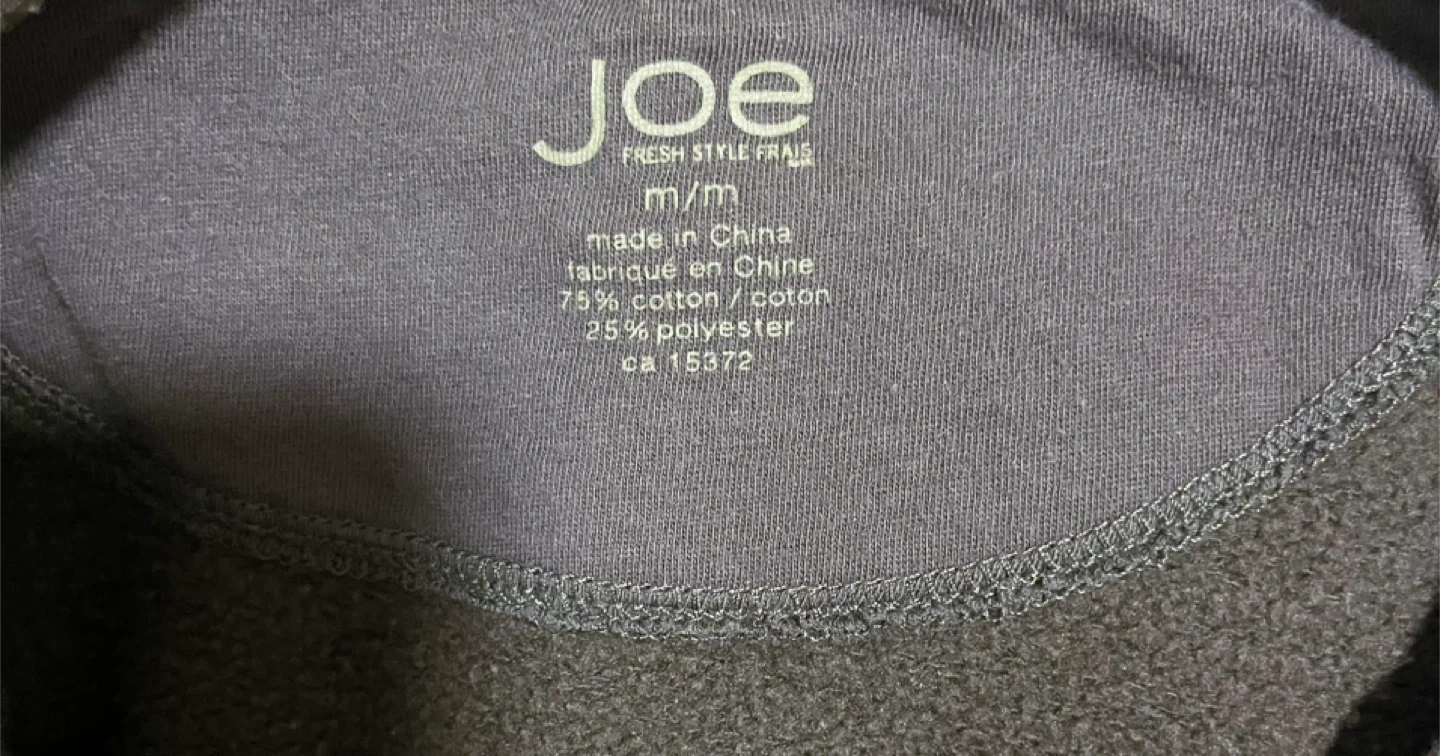 Joe
FRESH STYLE FRAIS
m/m
made in China
fabriqué en Chine
75% cotton / coton
25% polyester
ca 15372